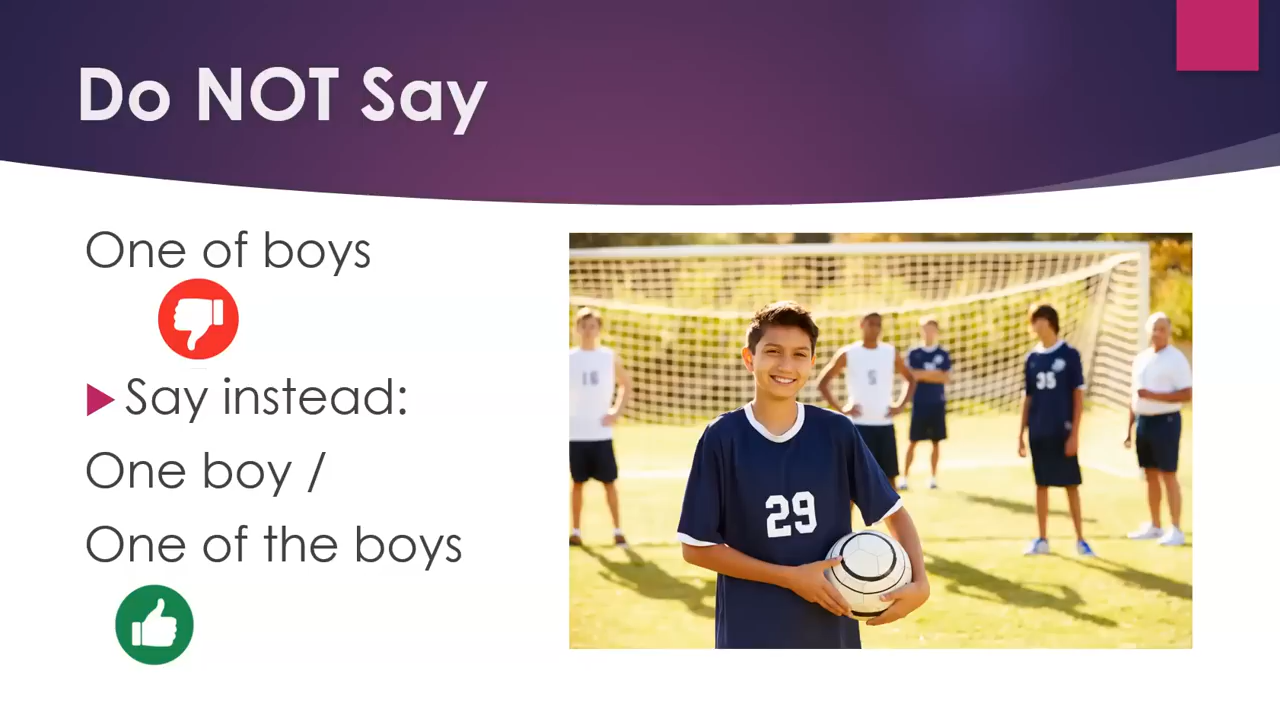 Do NOT Say
One of boys
Say instead:
One boy /
One of the boys
16
5
35
29